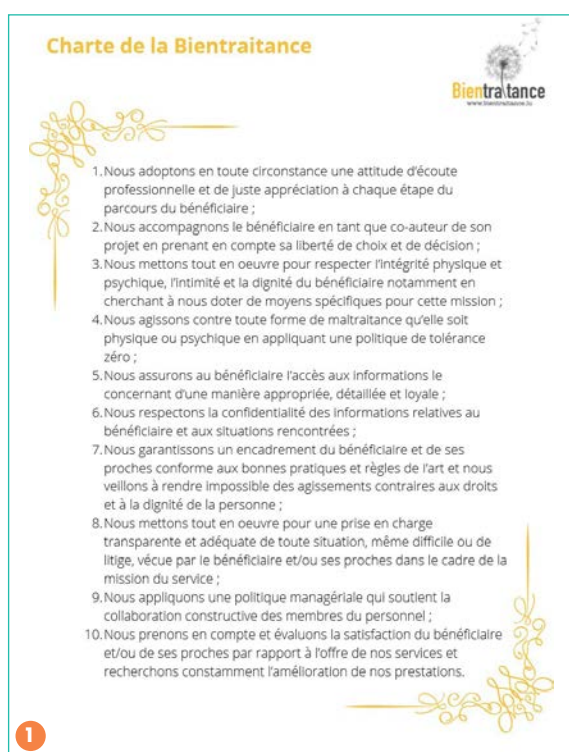 Charte de la Bientraitance
Bientraitance
www.bientraitance.lu
1. Nous adoptons en toute circonstance une attitude d'écoute
professionnelle et de juste appréciation à chaque étape du
parcours du bénéficiaire ;
2. Nous accompagnons le bénéficiaire en tant que co-auteur de son
projet en prenant en compte sa liberté de choix et de décision ;
3. Nous mettons tout en oeuvre pour respecter l'intégrité physique et
psychique, l'intimité et la dignité du bénéficiaire notamment en
cherchant à nous doter de moyens spécifiques pour cette mission ;
4. Nous agissons contre toute forme de maltraitance qu'elle soit
physique ou psychique en appliquant une politique de tolérance
zéro ;
5. Nous assurons au bénéficiaire l'accès aux informations le
concernant d'une manière appropriée, détaillée et loyale ;
6. Nous respectons la confidentialité des informations relatives au
bénéficiaire et aux situations rencontrées ;
7. Nous garantissons un encadrement du bénéficiaire et de ses
proches conforme aux bonnes pratiques et règles de l'art et nous
veillons à rendre impossible des agissements contraires aux droits
et à la dignité de la personne ;
8. Nous mettons tout en oeuvre pour une prise en charge
transparente et adéquate de toute situation, même difficile ou de
litige, vécue par le bénéficiaire et/ou ses proches dans le cadre de la
mission du service ;
9. Nous appliquons une politique managériale qui soutient la
collaboration constructive des membres du personnel ;
10. Nous prenons en compte et évaluons la satisfaction du bénéficiaire
et/ou de ses proches par rapport à l'offre de nos services et
recherchons constamment l'amélioration de nos prestations.
1